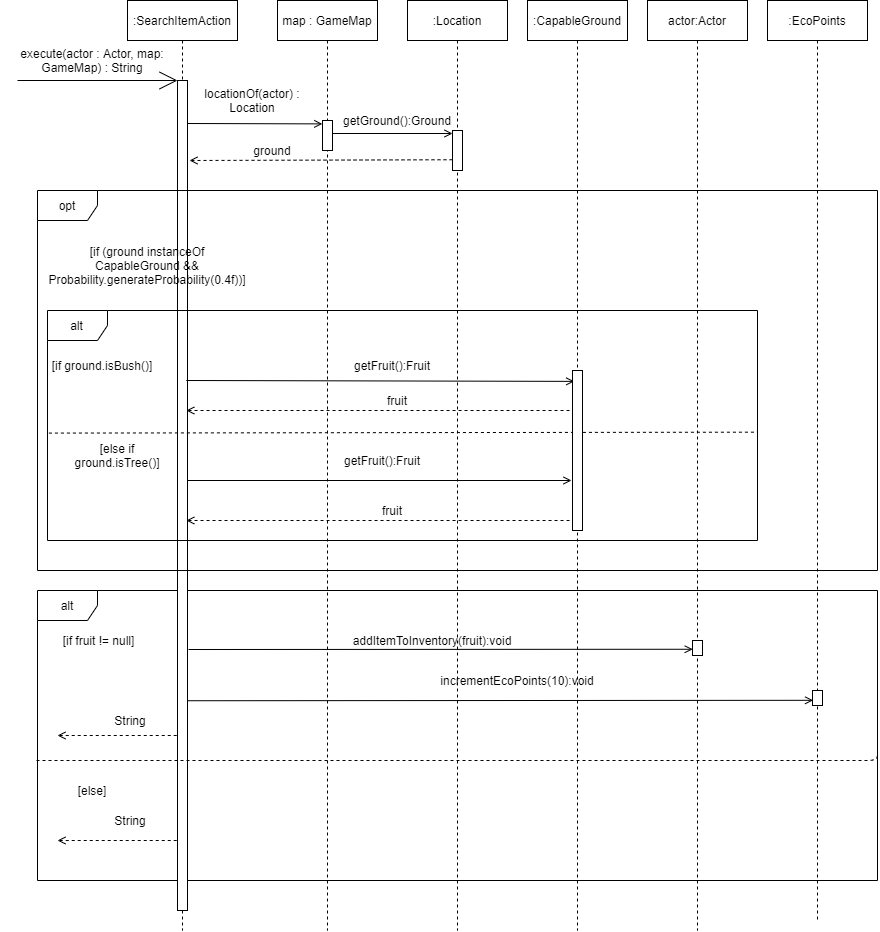 :SearchItemAction
map : GameMap
:Location
:CapableGround
actor:Actor
:EcoPoints
execute(actor : Actor, map:
GameMap) : String
locationOf(actor) :
Location
getGround():Ground
ground
opt
[if (ground instanceOf
CapableGround &&
Probability.generateProbability(0.4f))]
alt
[if ground.isBush()]
getFruit():Fruit
fruit
[else if
ground.isTree()]
getFruit():Fruit
fruit
alt
[if fruit != null]
addItemToInventory(fruit):void
incrementEcoPoints(10):void
String
[else]
String